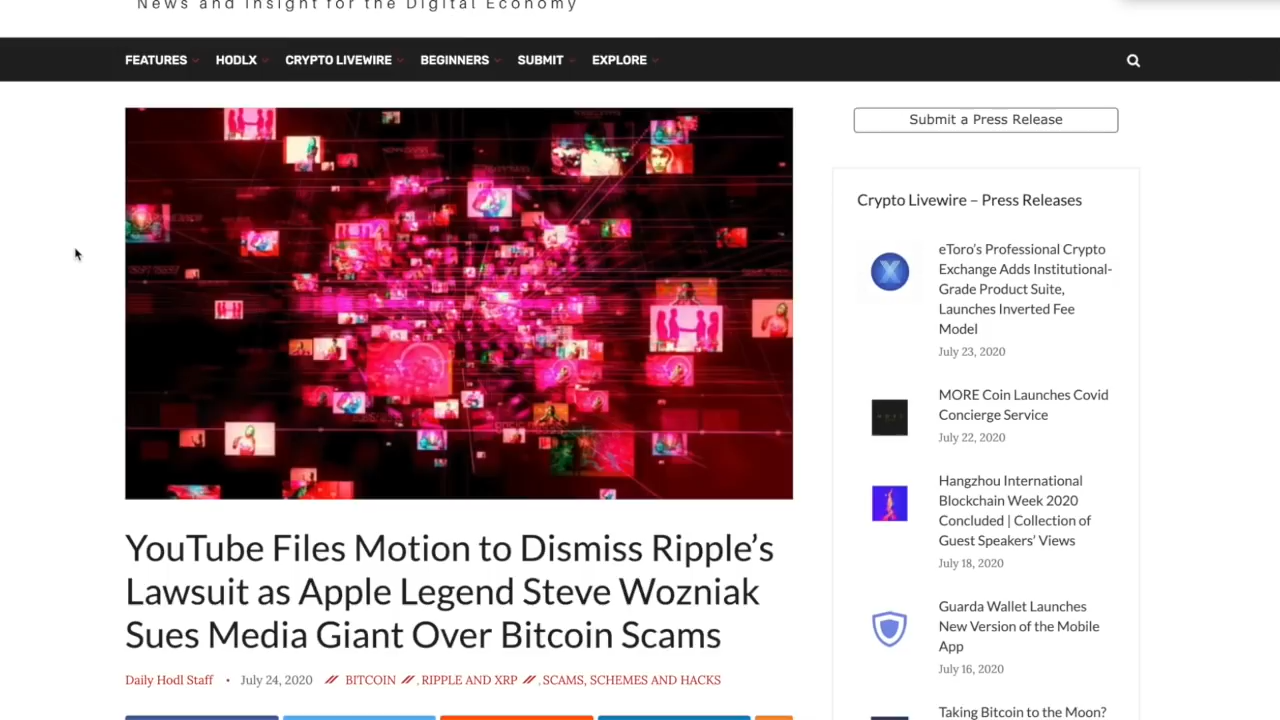 News and Insight for the Digital Economy
FEATURES HODLX CRYPTO LIVEWIRE BEGINNERS SUBMIT EXPLORE
YouTube Files Motion to Dismiss Ripple’s
Lawsuit as Apple Legend Steve Wozniak
Sues Media Giant Over Bitcoin Scams
Daily Hodl Staff • July 24, 2020 // BITCOIN //, RIPPLE AND XRP //, SCAMS, SCHEMES AND HACKS
Submit a Press Release
Crypto Livewire – Press Releases
eToro’s Professional Crypto
Exchange Adds Institutional-
Grade Product Suite,
Launches Inverted Fee
Model
July 23, 2020
MORE Coin Launches Covid
Concierge Service
July 22, 2020
Hangzhou International
Blockchain Week 2020
Concluded | Collection of
Guest Speakers’ Views
July 18, 2020
Guarda Wallet Launches
New Version of the Mobile
App
July 16, 2020
Taking Bitcoin to the Moon?